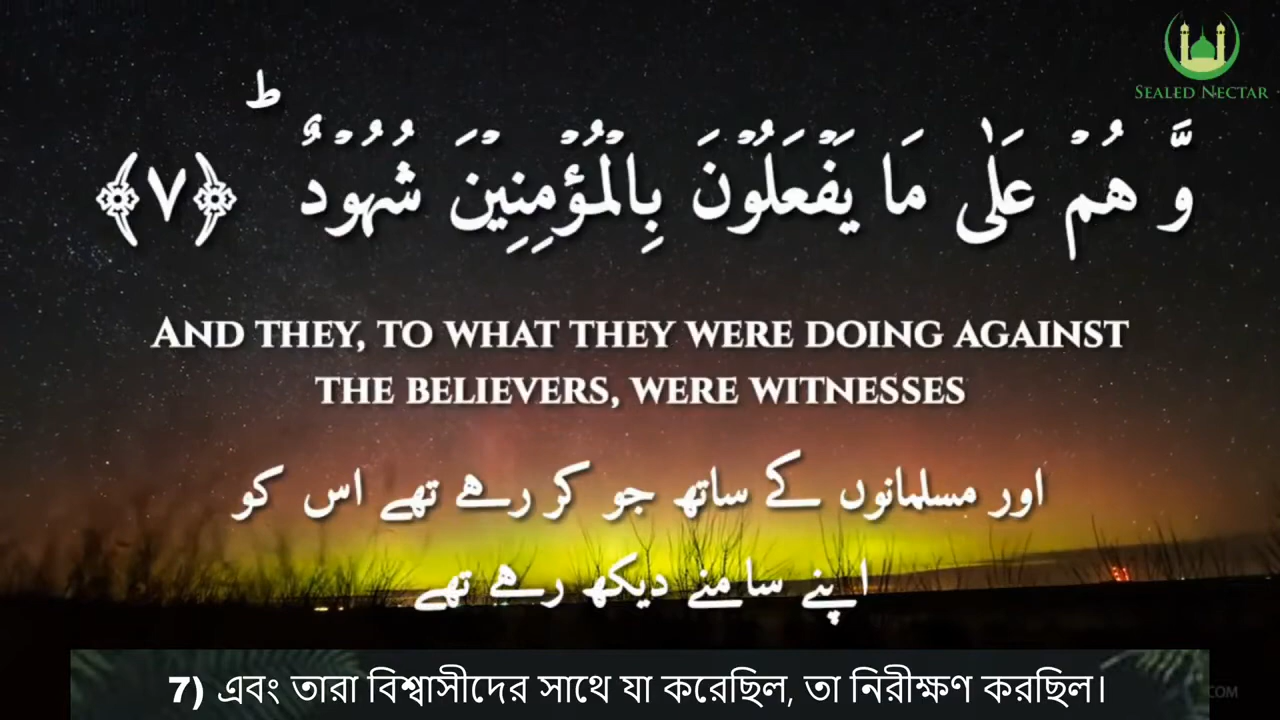 SEALED NECTAR
وَّ هُمۡ عَلٰی مَا یَفۡعَلُوۡنَ بِالۡمُؤۡمِنِیۡنَ شُہُوۡدٌ ؕ ﴿۷﴾
AND THEY, TO WHAT THEY WERE DOING AGAINST
THE BELIEVERS, WERE WITNESSES
اور مسلمانوں کے ساتھ جو کر رہے تھے اس کو
اپنے سامنے دیکھ رہے تھے
7) এবং তারা বিশ্বাসীদের সাথে যা করেছিল, তা নিরীক্ষণ করছিল।